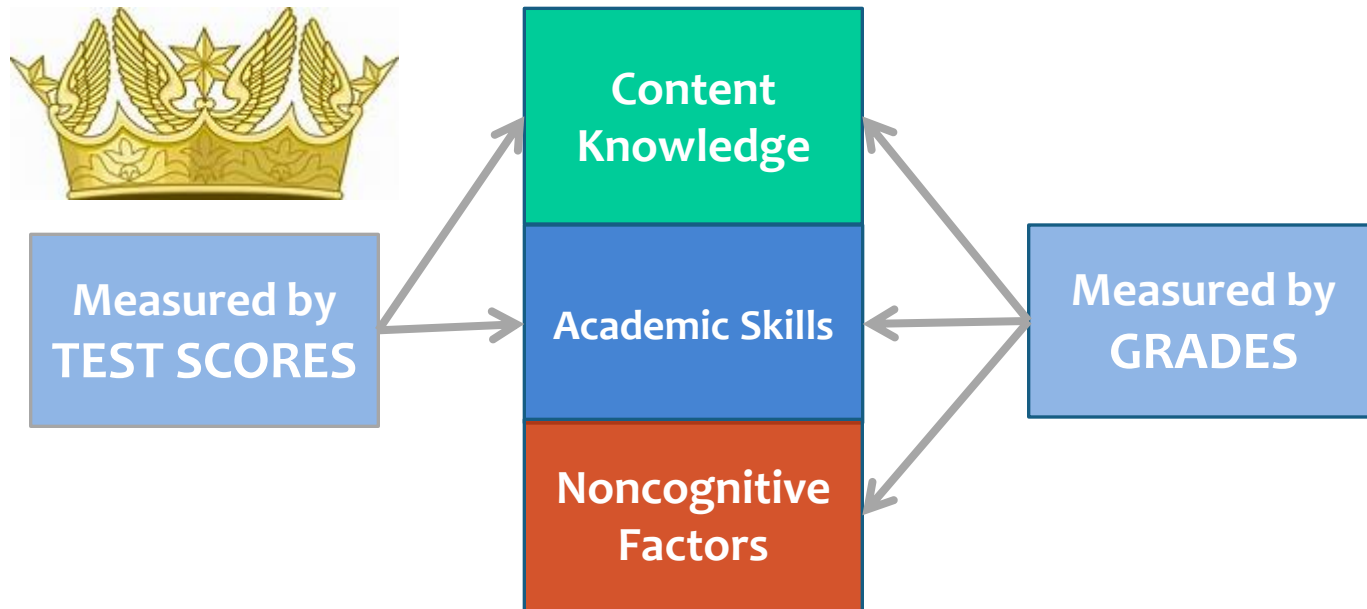 Content
Knowledge
Measured by
TEST SCORES
Academic Skills
Measured by
GRADES
Noncognitive
Factors